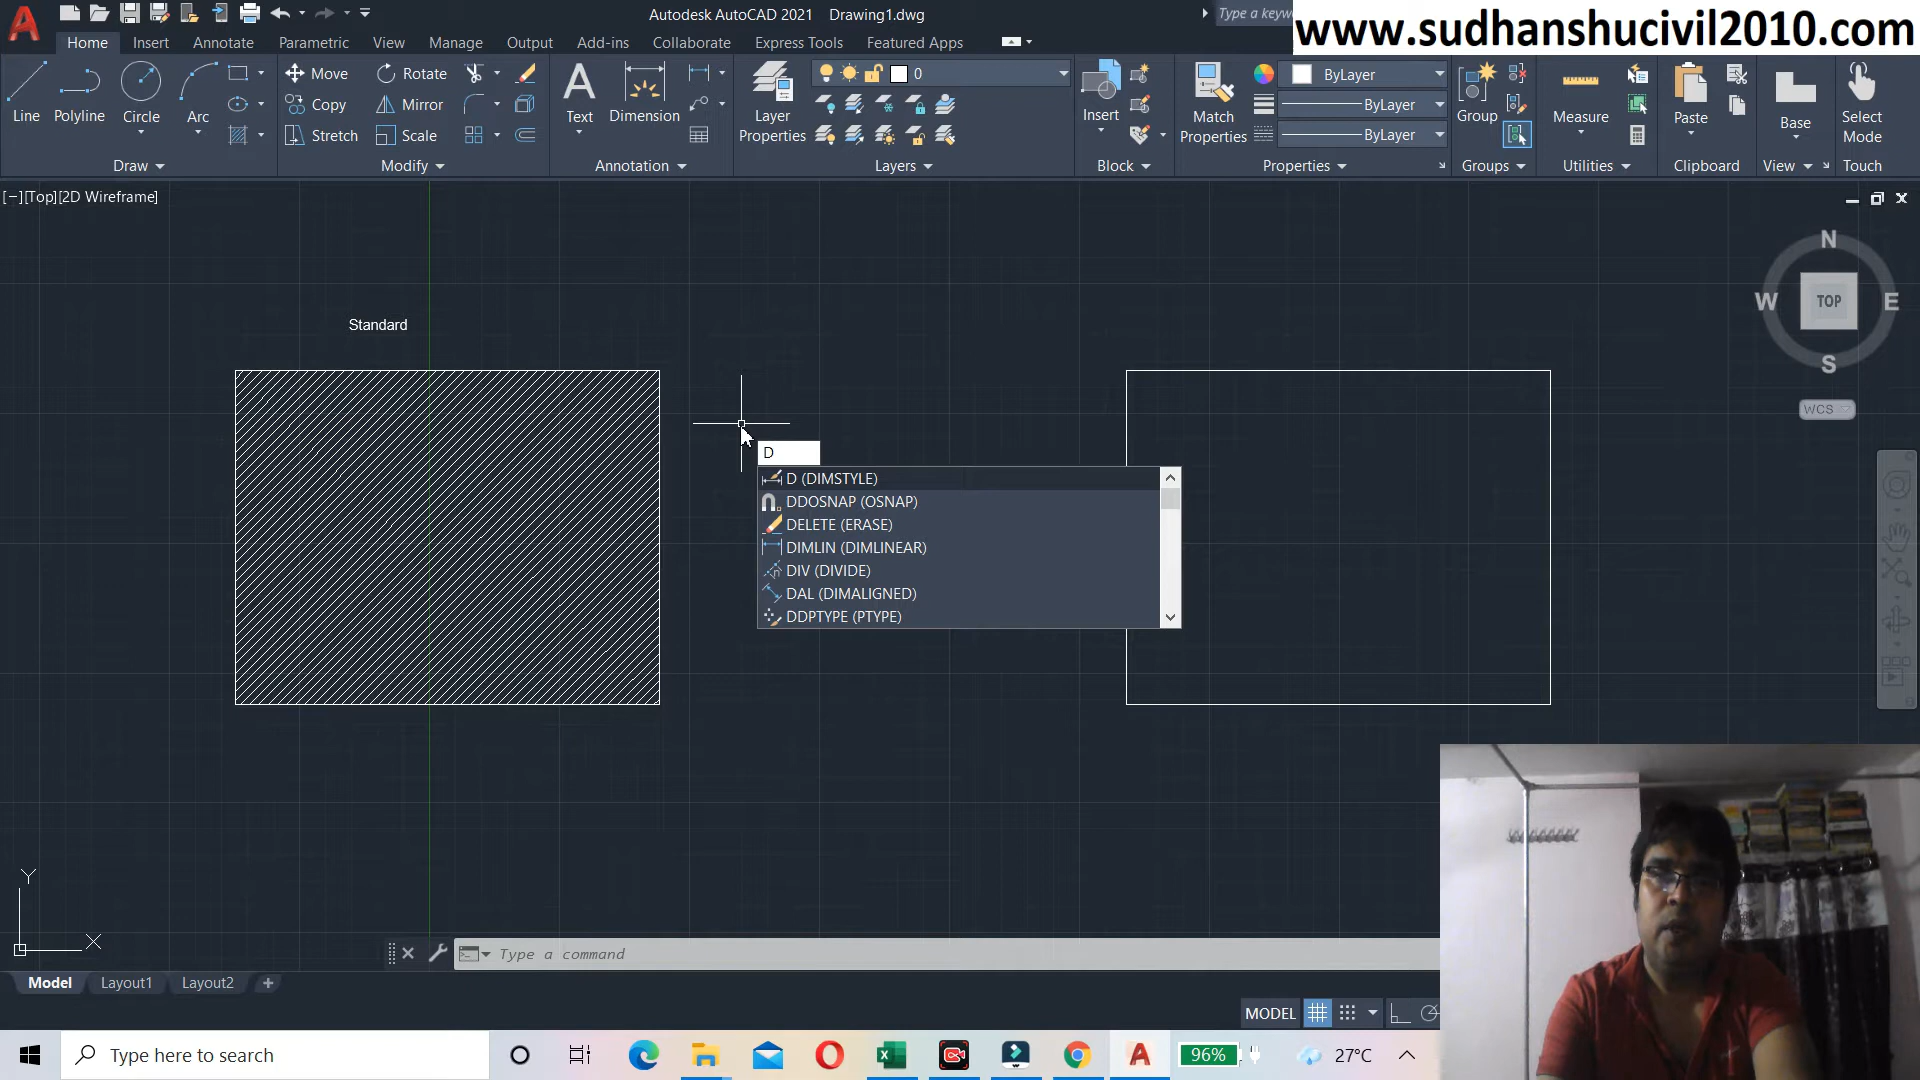 Autodesk AutoCAD 2021 Drawing1.dwg
Type a keyw
www.sudhanshucivil2010.com
Home Insert Annotate Parametric View Manage Output Add-ins Collaborate Express Tools Featured Apps
Line
Polyline
Circle
Arc
Draw
Move
Rotate
Copy
Mirror
Stretch
Scale
Modify
Text
Dimension
Annotation
Layer
Properties
0
Layers
Insert
Block
Match
Properties
ByLayer
ByLayer
ByLayer
Properties
Group
Groups
Measure
Utilities
Paste
Clipboard
Base
View
Select
Mode
Touch
[−][Top][2D Wireframe]
N
W
TOP
E
S
WCS
Standard
D
D (DIMSTYLE)
DDOSNAP (OSNAP)
DELETE (ERASE)
DIMLIN (DIMLINEAR)
DIV (DIVIDE)
DAL (DIMALIGNED)
DDPTYPE (PTYPE)
Y
X
Type a command
Model Layout1 Layout2 +
MODEL
Type here to search
96%
27°C